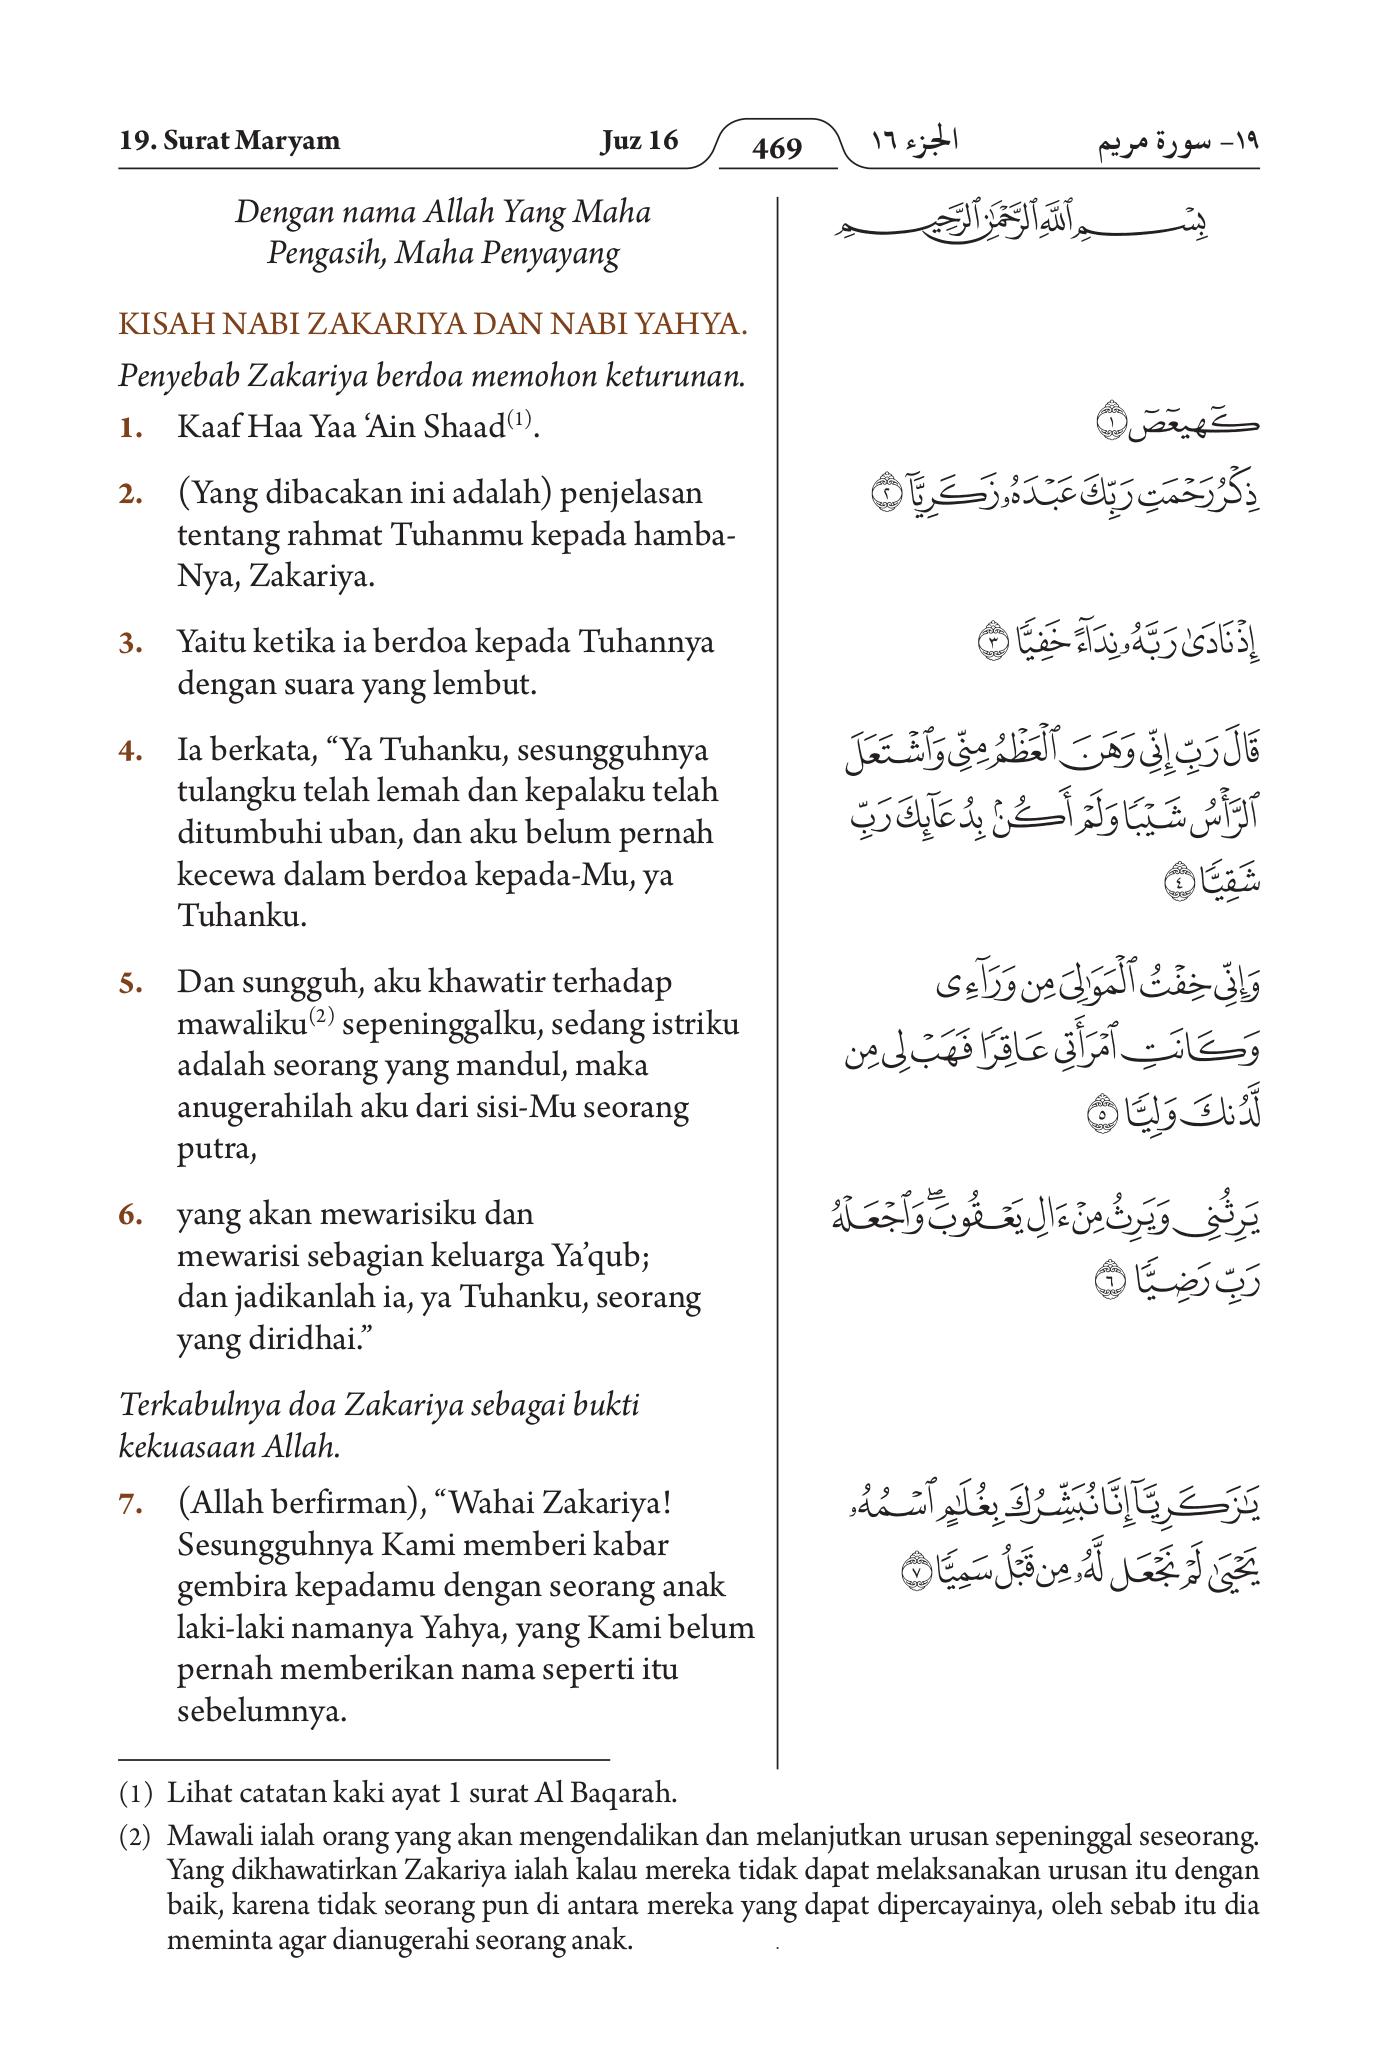 19. Surat Maryam
Juz 16
469
الجزء ١٦
١٩- سورة مريم
Dengan nama Allah Yang Maha
Pengasih, Maha Penyayang
KISAH NABI ZAKARIYA DAN NABI YAHYA.
Penyebab Zakariya berdoa memohon keturunan.
1. Kaaf Haa Yaa ‘Ain Shaad(1).
2. (Yang dibacakan ini adalah) penjelasan
tentang rahmat Tuhanmu kepada hamba-
Nya, Zakariya.
3. Yaitu ketika ia berdoa kepada Tuhannya
dengan suara yang lembut.
4. Ia berkata, “Ya Tuhanku, sesungguhnya
tulangku telah lemah dan kepalaku telah
ditumbuhi uban, dan aku belum pernah
kecewa dalam berdoa kepada-Mu, ya
Tuhanku.
5. Dan sungguh, aku khawatir terhadap
mawaliku(2) sepeninggalku, sedang istriku
adalah seorang yang mandul, maka
anugerahilah aku dari sisi-Mu seorang
putra,
6. yang akan mewarisiku dan
mewarisi sebagian keluarga Ya’qub;
dan jadikanlah ia, ya Tuhanku, seorang
yang diridhai.”
Terkabulnya doa Zakariya sebagai bukti
kekuasaan Allah.
7. (Allah berfirman), “Wahai Zakariya!
Sesungguhnya Kami memberi kabar
gembira kepadamu dengan seorang anak
laki-laki namanya Yahya, yang Kami belum
pernah memberikan nama seperti itu
sebelumnya.
بِسْمِ ٱللَّهِ ٱلرَّحْمَٰنِ ٱلرَّحِيمِ
كٓهيعٓصٓ ١
ذِكْرُ رَحْمَتِ رَبِّكَ عَبْدَهُۥ زَكَرِيَّآ ٢
إِذْ نَادَىٰ رَبَّهُۥ نِدَآءً خَفِيًّا ٣
قَالَ رَبِّ إِنِّى وَهَنَ ٱلْعَظْمُ مِنِّى وَٱشْتَعَلَ
ٱلرَّأْسُ شَيْبًا وَلَمْ أَكُنۢ بِدُعَآئِكَ رَبِّ
شَقِيًّا ٤
وَإِنِّى خِفْتُ ٱلْمَوَٰلِىَ مِن وَرَآءِى
وَكَانَتِ ٱمْرَأَتِى عَاقِرًا فَهَبْ لِى مِن
لَّدُنكَ وَلِيًّا ٥
يَرِثُنِى وَيَرِثُ مِنْ ءَالِ يَعْقُوبَ ۖ وَٱجْعَلْهُ
رَبِّ رَضِيًّا ٦
يَٰزَكَرِيَّآ إِنَّا نُبَشِّرُكَ بِغُلَٰمٍ ٱسْمُهُۥ
يَحْيَىٰ لَمْ نَجْعَل لَّهُۥ مِن قَبْلُ سَمِيًّا ٧
(1) Lihat catatan kaki ayat 1 surat Al Baqarah.
(2) Mawali ialah orang yang akan mengendalikan dan melanjutkan urusan sepeninggal seseorang.
Yang dikhawatirkan Zakariya ialah kalau mereka tidak dapat melaksanakan urusan itu dengan
baik, karena tidak seorang pun di antara mereka yang dapat dipercayainya, oleh sebab itu dia
meminta agar dianugerahi seorang anak.